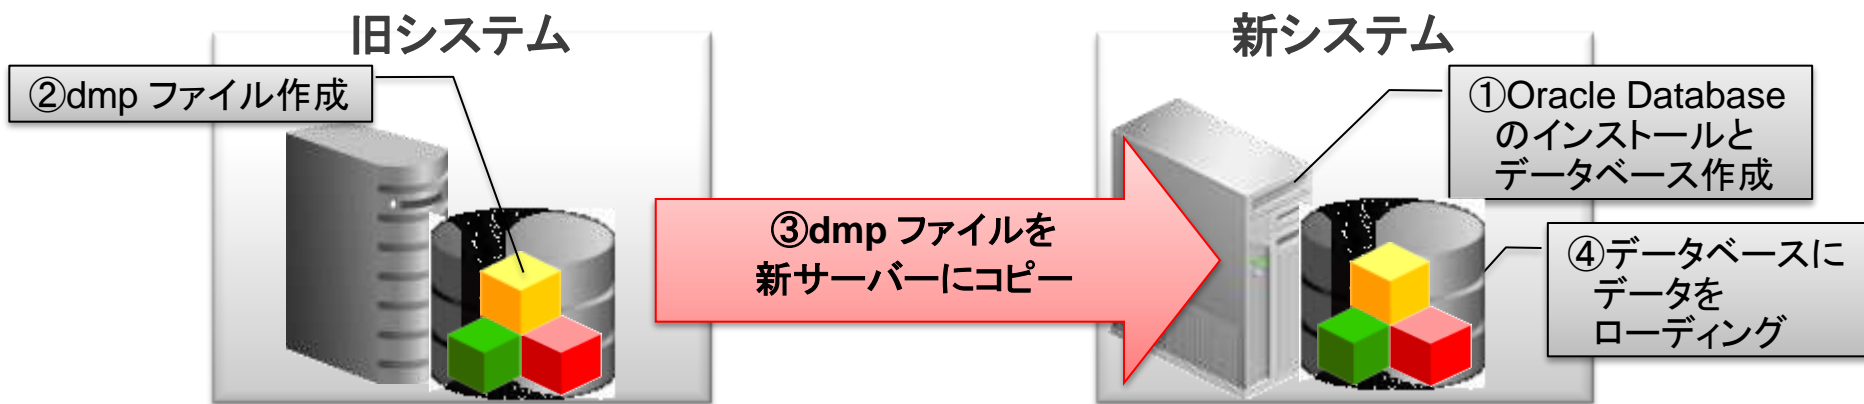 旧システム
新システム
②dmp ファイル作成
①Oracle Database
のインストールと
データベース作成
③dmp ファイルを
新サーバーにコピー
④データベースに
データを
ローディング